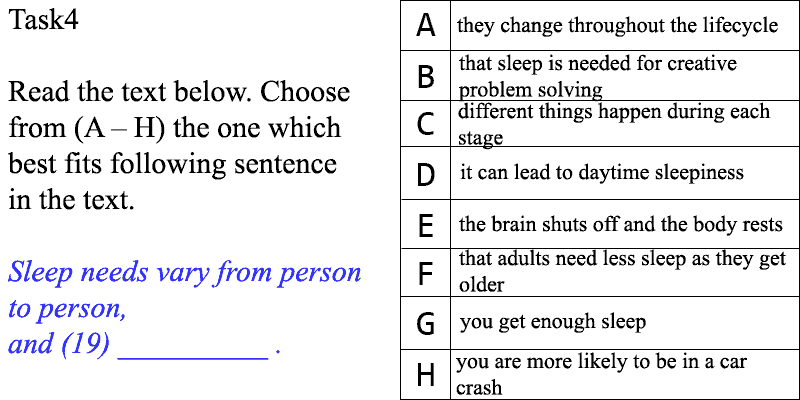 Task4
Read the text below. Choose
from (A – H) the one which
best fits following sentence
in the text.
Sleep needs vary from person
to person,
and (19) __________ .
A they change throughout the lifecycle
B that sleep is needed for creative
problem solving
C different things happen during each
stage
D it can lead to daytime sleepiness
E the brain shuts off and the body rests
F that adults need less sleep as they get
older
G you get enough sleep
H you are more likely to be in a car
crash